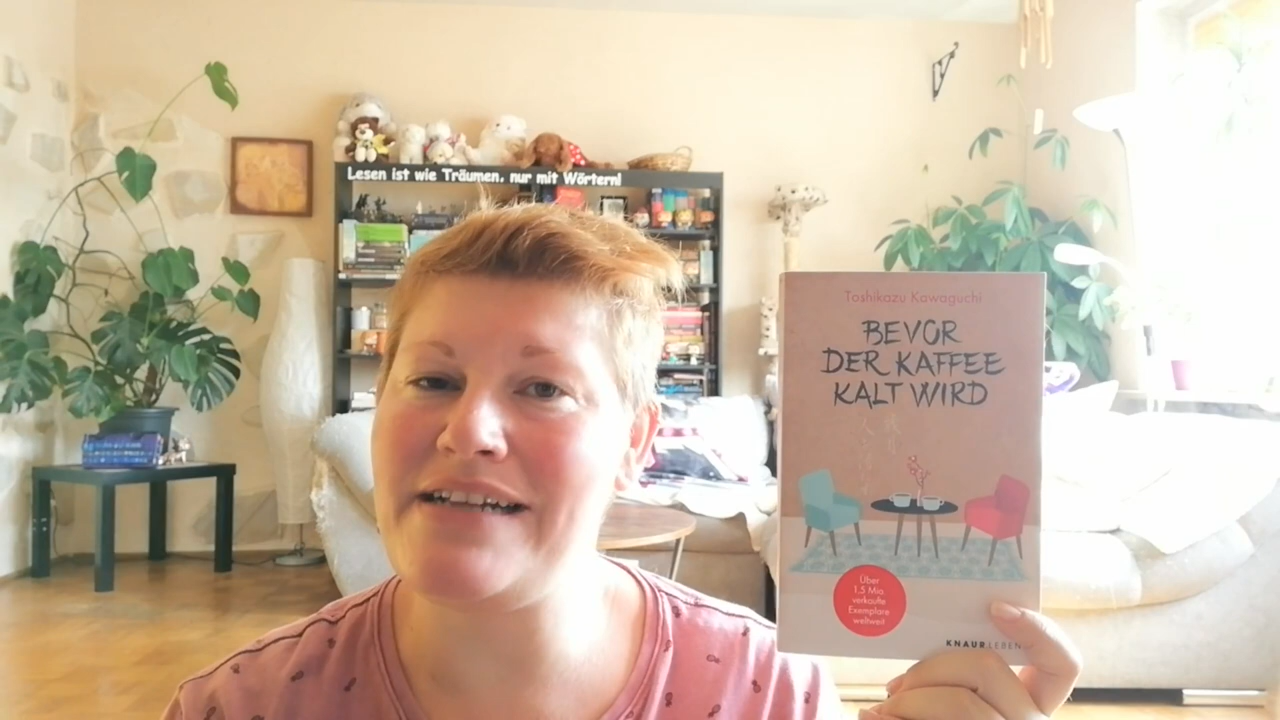 Lesen ist wie Träumen, nur mit Wörtern!
Toshikazu Kawaguchi
BEVOR
DER KAFFEE
KALT WIRD
Über
1,5 Mio.
verkaufte
Exemplare
weltweit
KNAUR.LEBEN